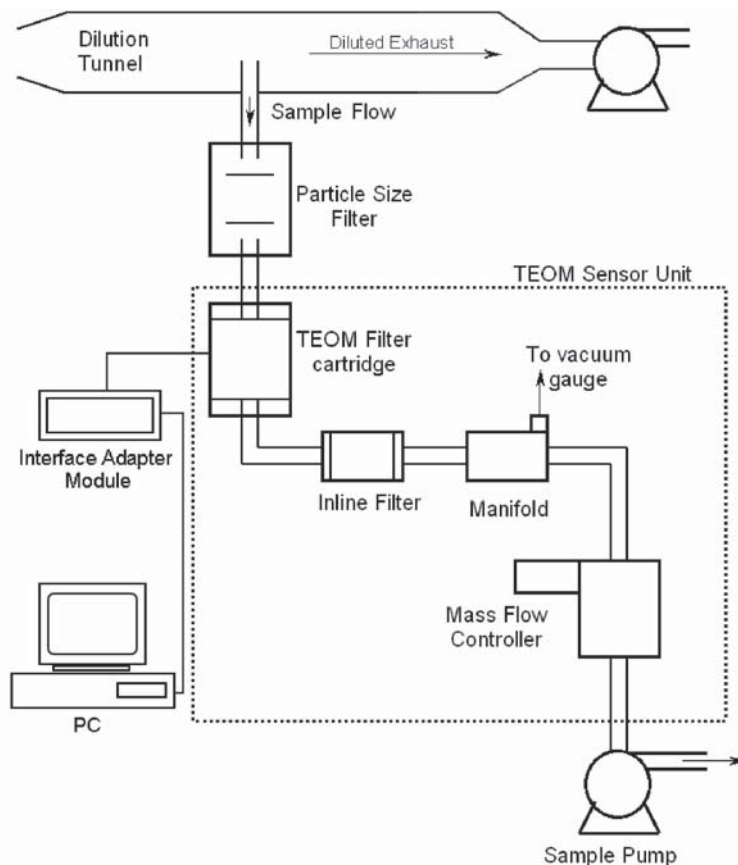 Dilution
Tunnel
Diluted Exhaust
Sample Flow
Particle Size
Filter
TEOM Sensor Unit
TEOM Filter
cartridge
To vacuum
gauge
Interface Adapter
Module
Inline Filter
Manifold
Mass Flow
Controller
PC
Sample Pump